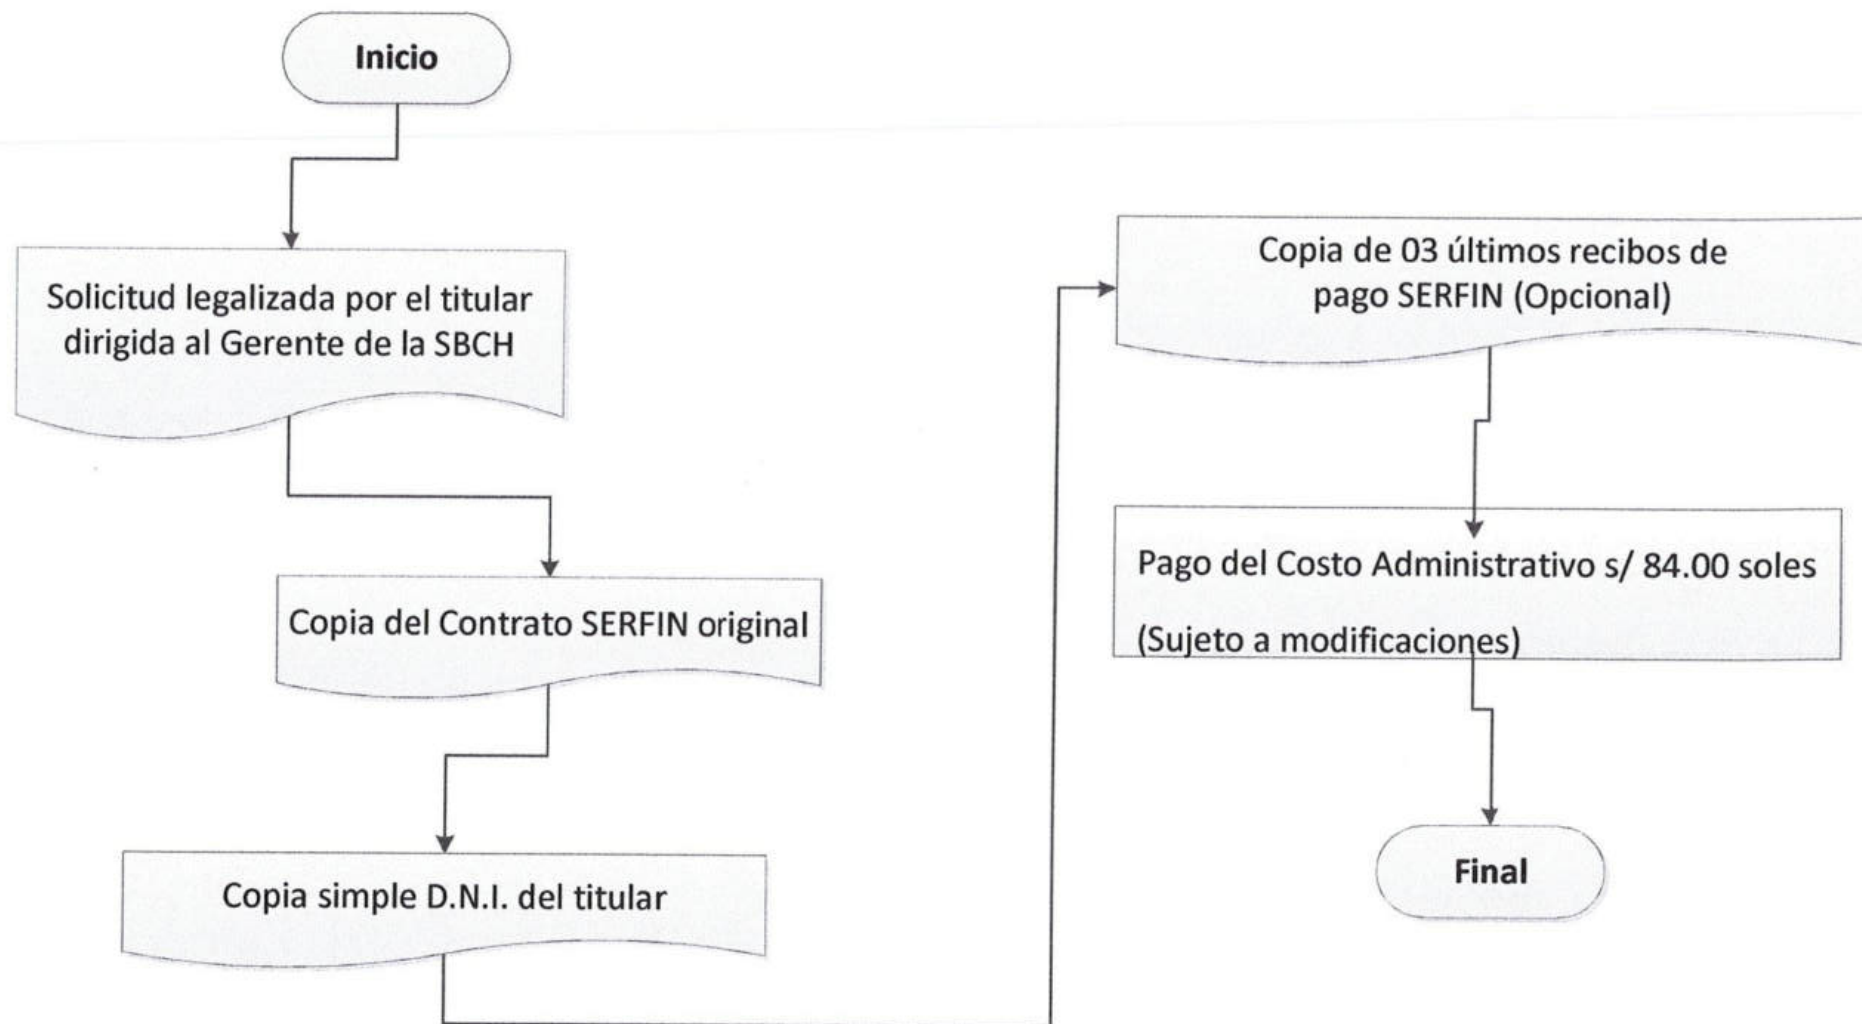 Inicio
Solicitud legalizada por el titular
dirigida al Gerente de la SBCH
Copia del Contrato SERFIN original
Copia simple D.N.I. del titular
Copia de 03 últimos recibos de
pago SERFIN (Opcional)
Pago del Costo Administrativo s/ 84.00 soles
(Sujeto a modificaciones)
Final